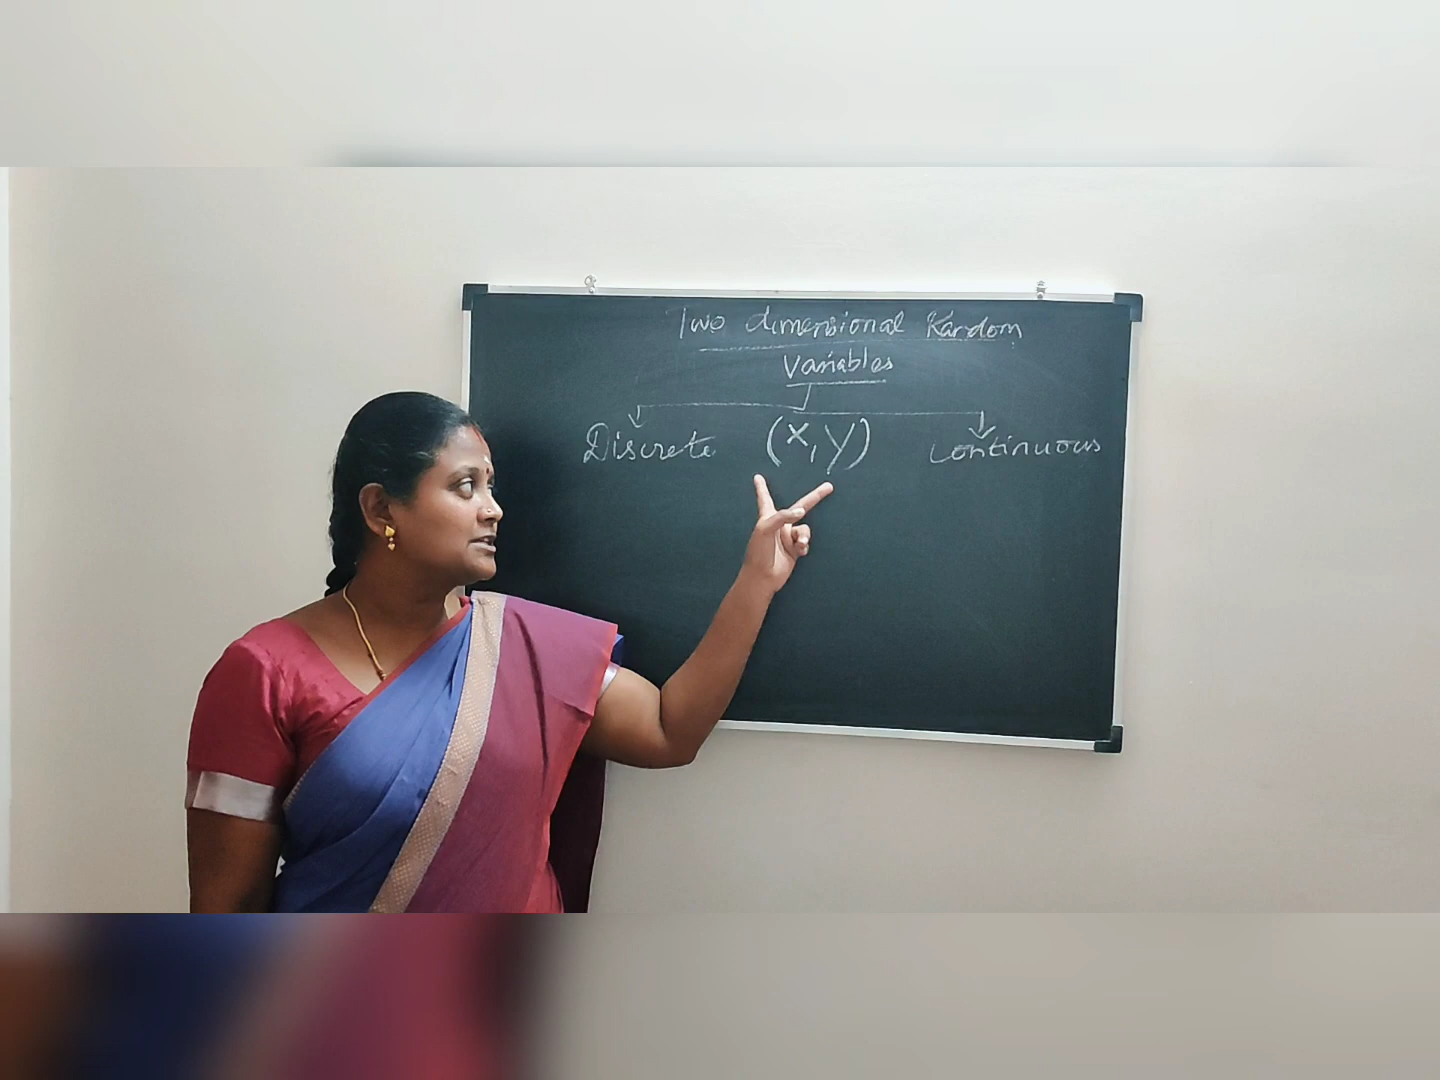 Two dimensional Random
Variables
Discrete (X, Y) Continuous